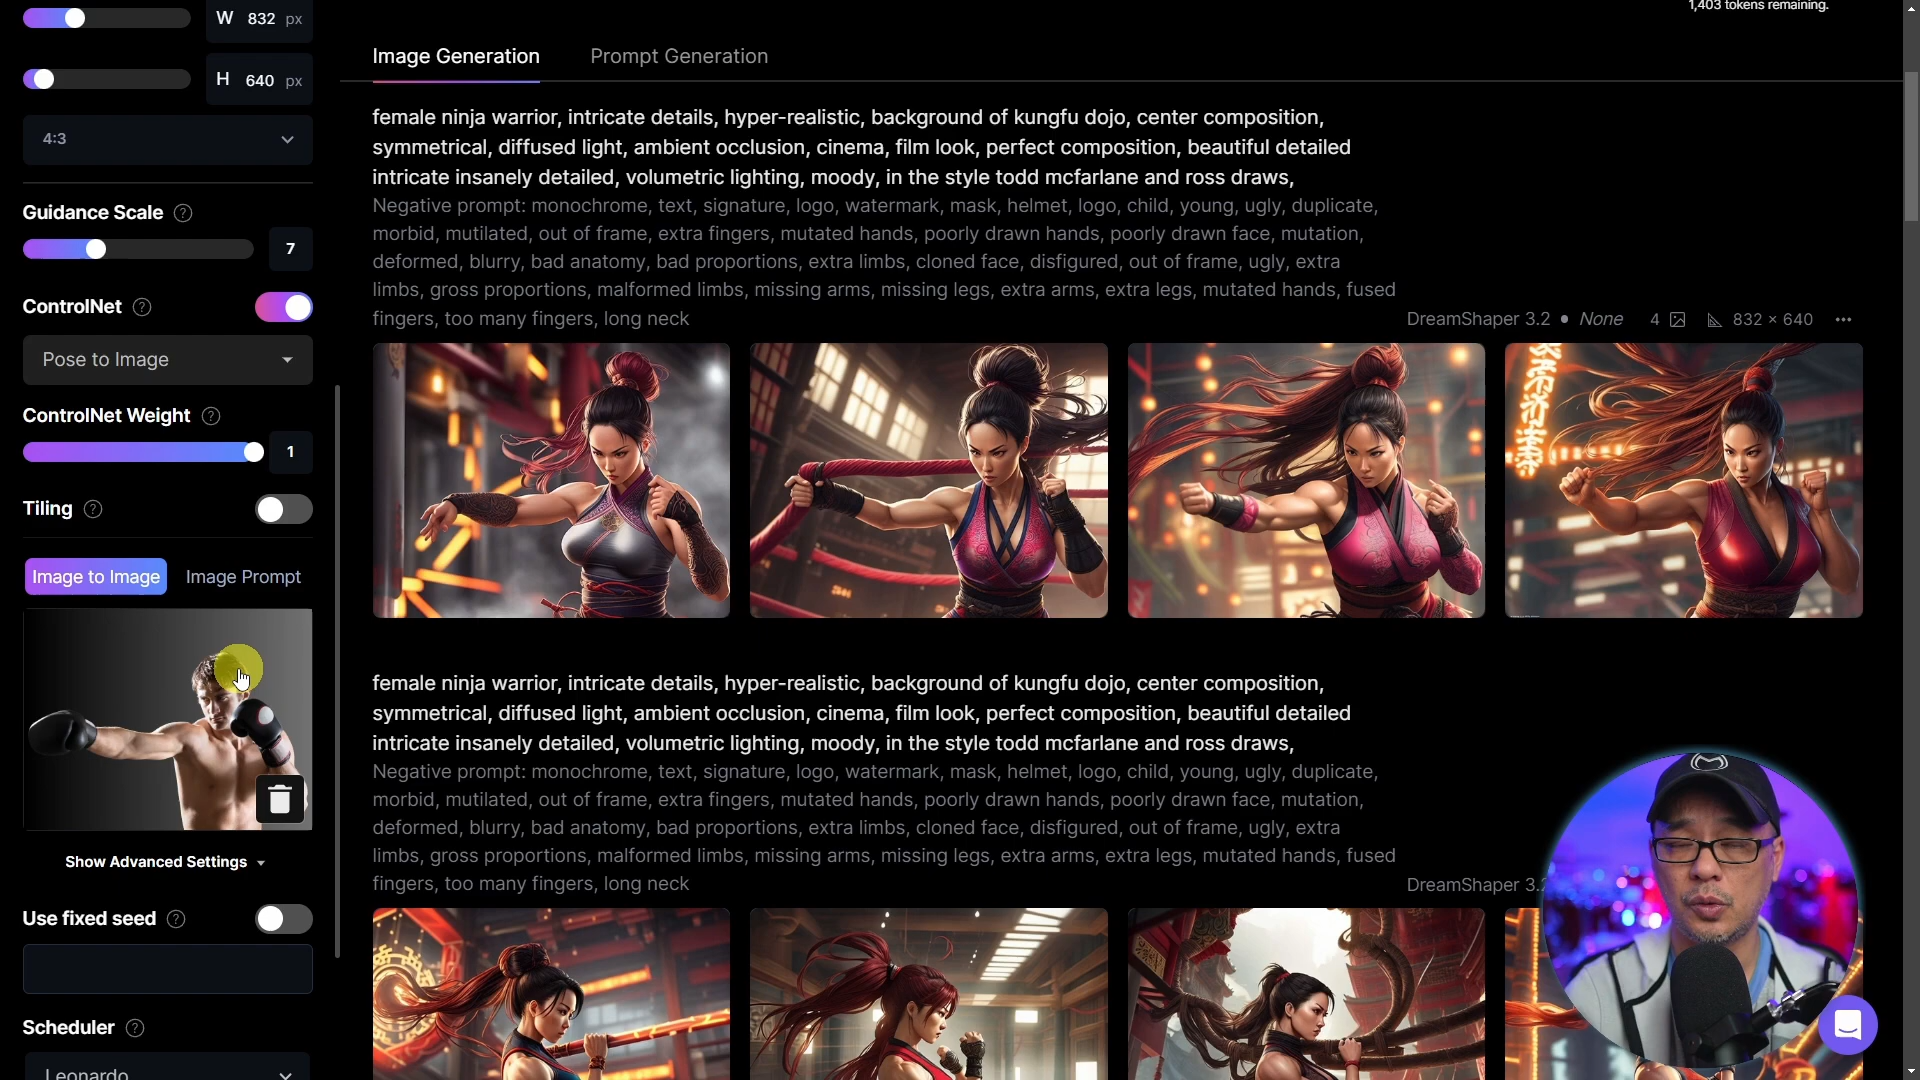 1,403 tokens remaining.
W 832 px
H 640 px
4:3
Guidance Scale ?
7
ControlNet ?
Pose to Image
ControlNet Weight ?
1
Tiling ?
Image to Image Image Prompt
Show Advanced Settings
Use fixed seed ?
Scheduler ?
Leonardo
Image Generation Prompt Generation
female ninja warrior, intricate details, hyper-realistic, background of kungfu dojo, center composition,
symmetrical, diffused light, ambient occlusion, cinema, film look, perfect composition, beautiful detailed
intricate insanely detailed, volumetric lighting, moody, in the style todd mcfarlane and ross draws,
Negative prompt: monochrome, text, signature, logo, watermark, mask, helmet, logo, child, young, ugly, duplicate,
morbid, mutilated, out of frame, extra fingers, mutated hands, poorly drawn hands, poorly drawn face, mutation,
deformed, blurry, bad anatomy, bad proportions, extra limbs, cloned face, disfigured, out of frame, ugly, extra
limbs, gross proportions, malformed limbs, missing arms, missing legs, extra arms, extra legs, mutated hands, fused
fingers, too many fingers, long neck
DreamShaper 3.2 • None 4 832 × 640
female ninja warrior, intricate details, hyper-realistic, background of kungfu dojo, center composition,
symmetrical, diffused light, ambient occlusion, cinema, film look, perfect composition, beautiful detailed
intricate insanely detailed, volumetric lighting, moody, in the style todd mcfarlane and ross draws,
Negative prompt: monochrome, text, signature, logo, watermark, mask, helmet, logo, child, young, ugly, duplicate,
morbid, mutilated, out of frame, extra fingers, mutated hands, poorly drawn hands, poorly drawn face, mutation,
deformed, blurry, bad anatomy, bad proportions, extra limbs, cloned face, disfigured, out of frame, ugly, extra
limbs, gross proportions, malformed limbs, missing arms, missing legs, extra arms, extra legs, mutated hands, fused
fingers, too many fingers, long neck
DreamShaper 3.2